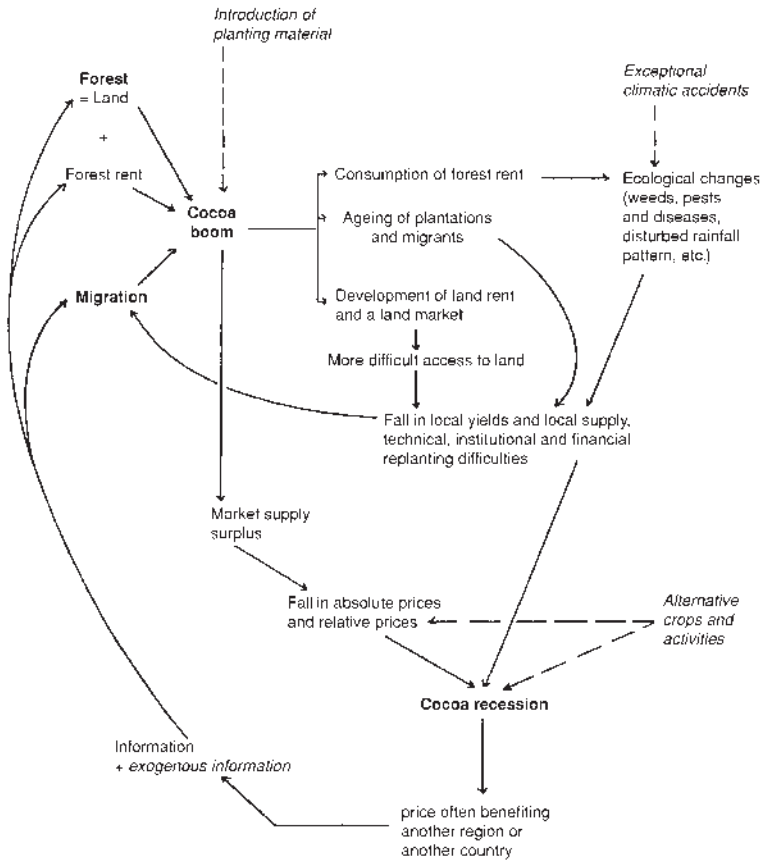 Introduction of
planting material
Exceptional
climatic accidents
Forest
= Land
+
Forest rent
Cocoa
boom
Migration
Consumption of forest rent
Ageing of plantations
and migrants
Development of land rent
and a land market
More difficult access to land
Ecological changes
(weeds, pests
and diseases,
disturbed rainfall
pattern, etc.)
Fall in local yields and local supply,
technical, institutional and financial
replanting difficulties
Market supply
surplus
Fall in absolute prices
and relative prices
Alternative
crops and
activities
Cocoa recession
Information
+ exogenous information
price often benefiting
another region or
another country